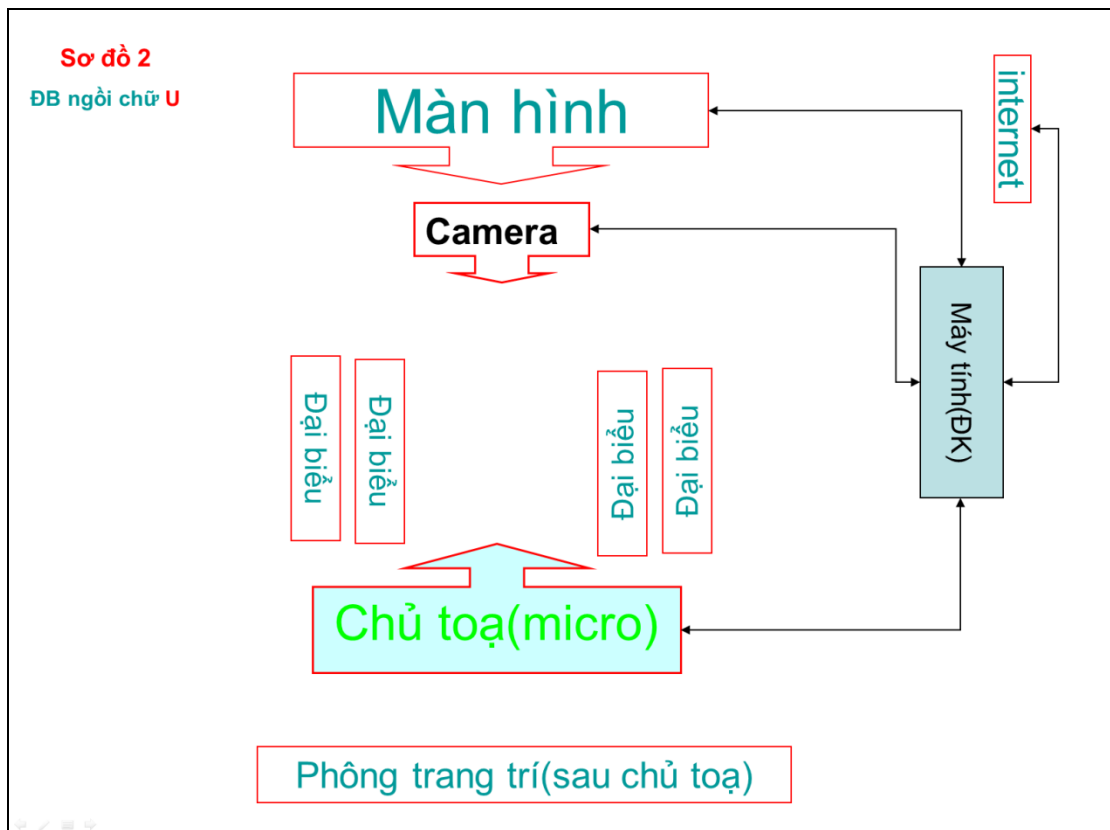 Sơ đồ 2
ĐB ngồi chữ U
Màn hình
internet
Camera
Máy tính(ĐK)
Đại biểu
Đại biểu
Đại biểu
Đại biểu
Chủ toạ(micro)
Phông trang trí(sau chủ toạ)